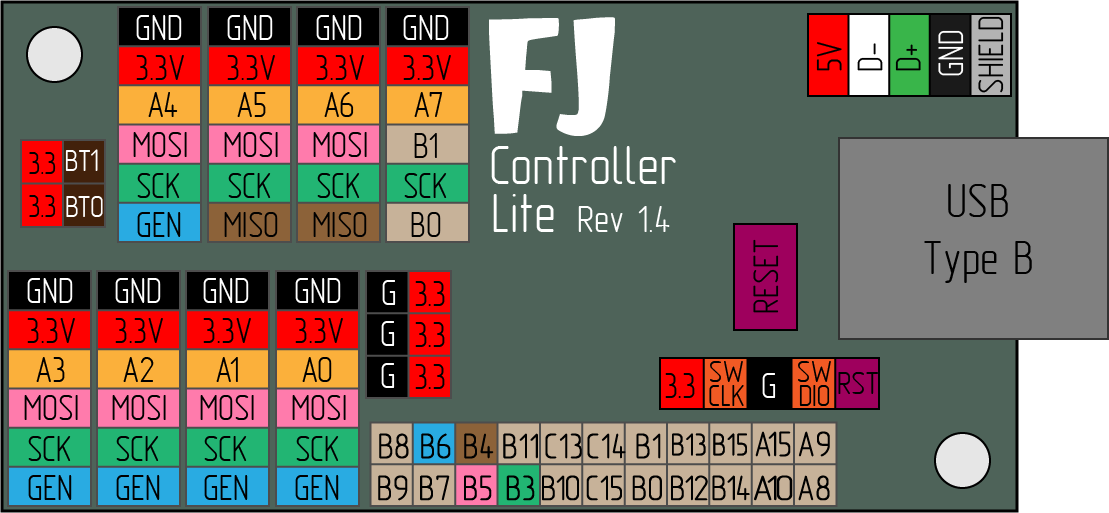 GND GND GND GND
3.3V 3.3V 3.3V 3.3V
A4 A5 A6 A7
MOSI MOSI MOSI B1
SCK SCK SCK SCK
GEN MISO MISO B0
3.3 BT1
3.3 BT0
FJ
Controller
Lite Rev 1.4
5V D- D+ GND SHIELD
USB
Type B
RESET
GND GND GND GND
3.3V 3.3V 3.3V 3.3V
A3 A2 A1 A0
MOSI MOSI MOSI MOSI
SCK SCK SCK SCK
GEN GEN GEN GEN
G 3.3
G 3.3
G 3.3
3.3 SW CLK G SW DIO RST
B8 B6 B4 B11 C13 C14 B1 B13 B15 A15 A9
B9 B7 B5 B3 B10 C15 B0 B12 B14 A10 A8